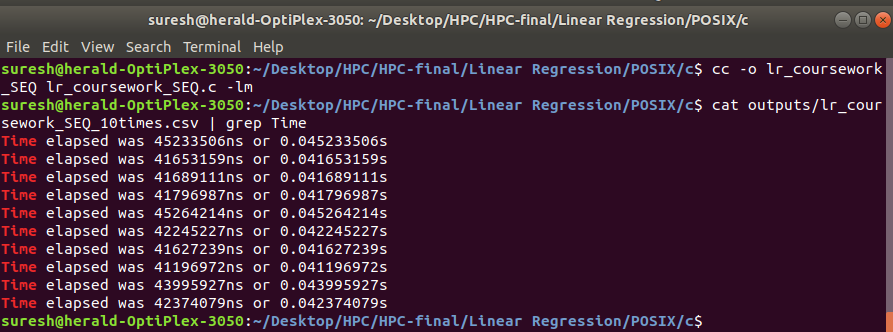 suresh@herald-OptiPlex-3050: ~/Desktop/HPC/HPC-final/Linear Regression/POSIX/c
File Edit View Search Terminal Help
suresh@herald-OptiPlex-3050:~/Desktop/HPC/HPC-final/Linear Regression/POSIX/c$ cc -o lr_coursework
_SEQ lr_coursework_SEQ.c -lm
suresh@herald-OptiPlex-3050:~/Desktop/HPC/HPC-final/Linear Regression/POSIX/c$ cat outputs/lr_cour
sework_SEQ_10times.csv | grep Time
Time elapsed was 45233506ns or 0.045233506s
Time elapsed was 41653159ns or 0.041653159s
Time elapsed was 41689111ns or 0.041689111s
Time elapsed was 41796987ns or 0.041796987s
Time elapsed was 45264214ns or 0.045264214s
Time elapsed was 42245227ns or 0.042245227s
Time elapsed was 41627239ns or 0.041627239s
Time elapsed was 41196972ns or 0.041196972s
Time elapsed was 43995927ns or 0.043995927s
Time elapsed was 42374079ns or 0.042374079s
suresh@herald-OptiPlex-3050:~/Desktop/HPC/HPC-final/Linear Regression/POSIX/c$